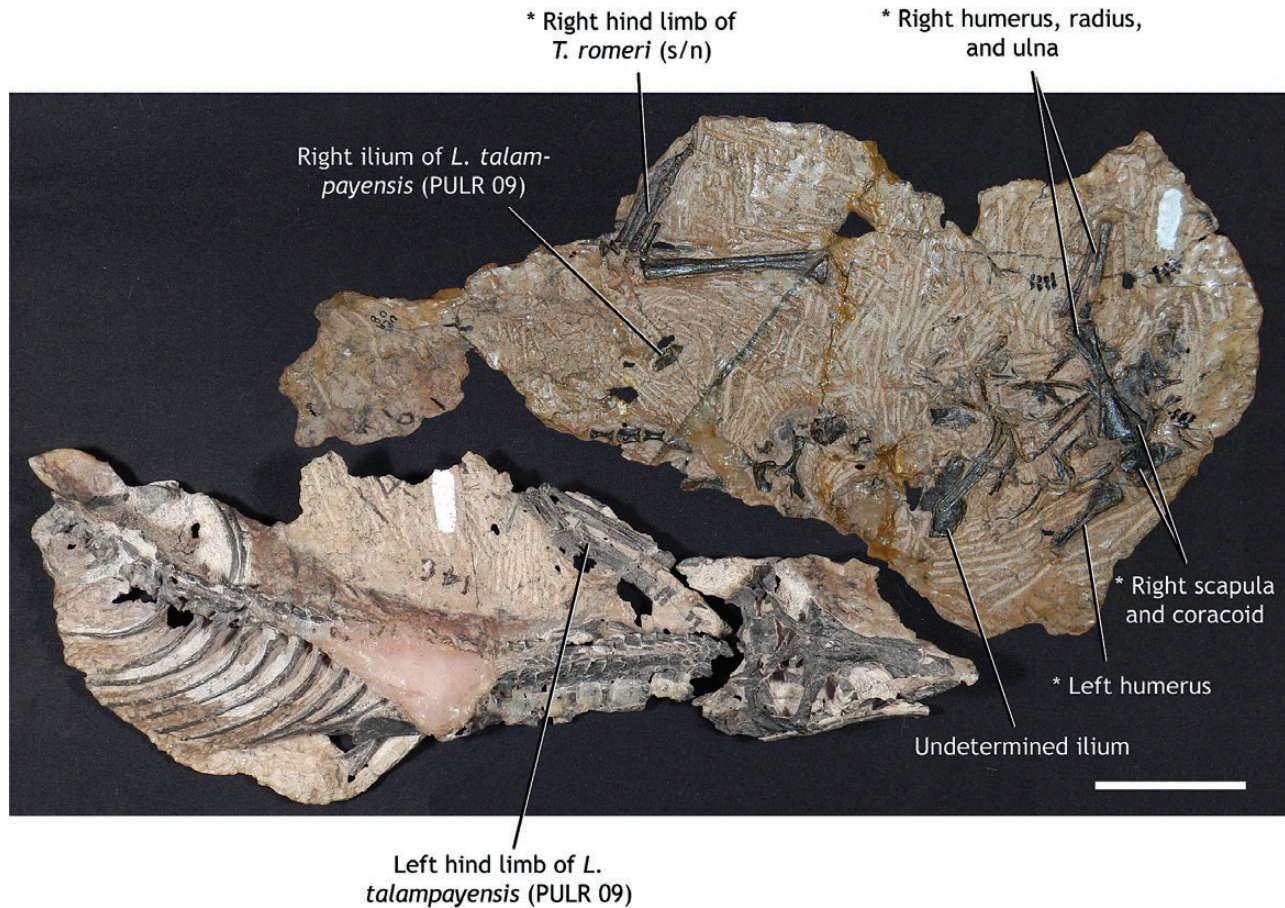 * Right hind limb of
T. romeri (s/n)
* Right humerus, radius,
and ulna
Right ilium of L. talam-
payensis (PULR 09)
* Right scapula
and coracoid
* Left humerus
Undetermined ilium
Left hind limb of L.
talampayensis (PULR 09)